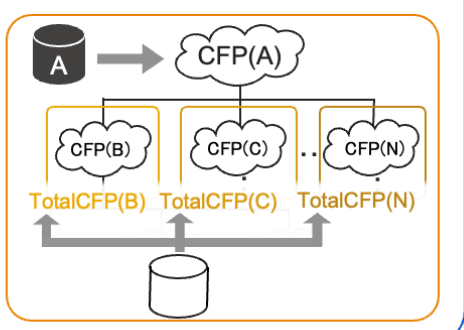 A
CFP(A)
CFP(B)
CFP(C)
..
CFP(N)
TotalCFP(B)
TotalCFP(C)
TotalCFP(N)